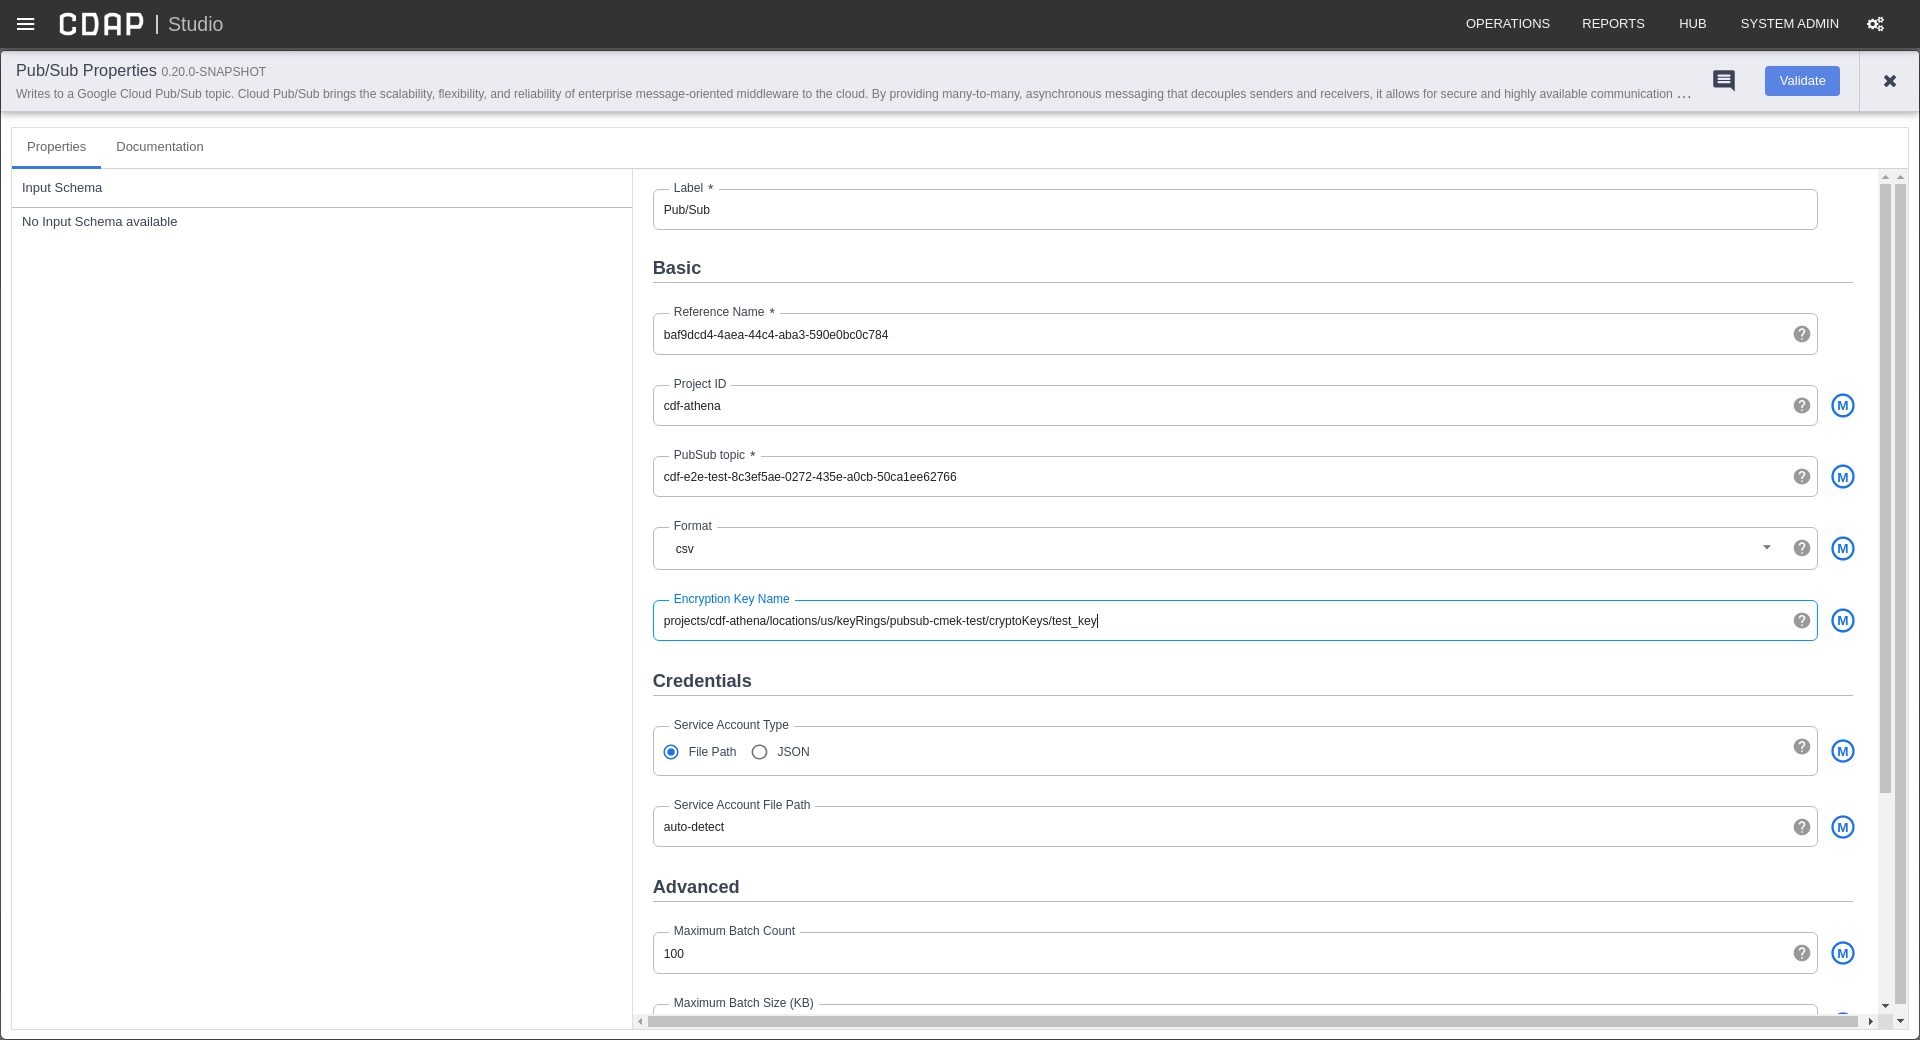 CDAP | Studio
OPERATIONS REPORTS HUB SYSTEM ADMIN
Pub/Sub Properties 0.20.0-SNAPSHOT
Writes to a Google Cloud Pub/Sub topic. Cloud Pub/Sub brings the scalability, flexibility, and reliability of enterprise message-oriented middleware to the cloud. By providing many-to-many, asynchronous messaging that decouples senders and receivers, it allows for secure and highly available communication ...
Validate
Properties Documentation
Input Schema
No Input Schema available
Label *
Pub/Sub
Basic
Reference Name *
baf9dcd4-4aea-44c4-aba3-590e0bc0c784
?
Project ID
cdf-athena
? M
PubSub topic *
cdf-e2e-test-8c3ef5ae-0272-435e-a0cb-50ca1ee62766
? M
Format
csv
? M
Encryption Key Name
projects/cdf-athena/locations/us/keyRings/pubsub-cmek-test/cryptoKeys/test_key
? M
Credentials
Service Account Type
File Path JSON
? M
Service Account File Path
auto-detect
? M
Advanced
Maximum Batch Count
100
? M
Maximum Batch Size (KB)